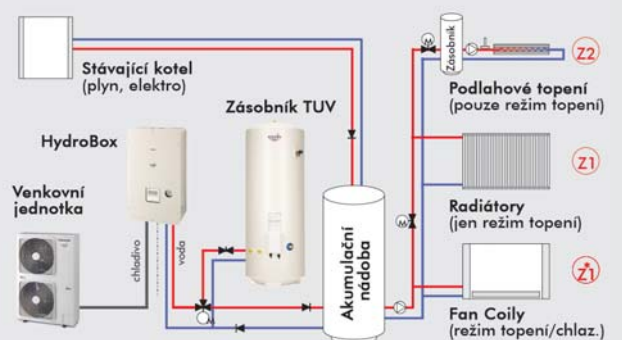 Stávající kotel
(plyn, elektro)
Zásobník TUV
HydroBox
Venkovní
jednotka
chladivo
voda
Akumulační
nádoba
M
M
M
Zásobník
Z2
Podlahové topení
(pouze režim topení)
Z1
Radiátory
(jen režim topení)
Z*1
Fan Coily
(režim topení/chlaz.)